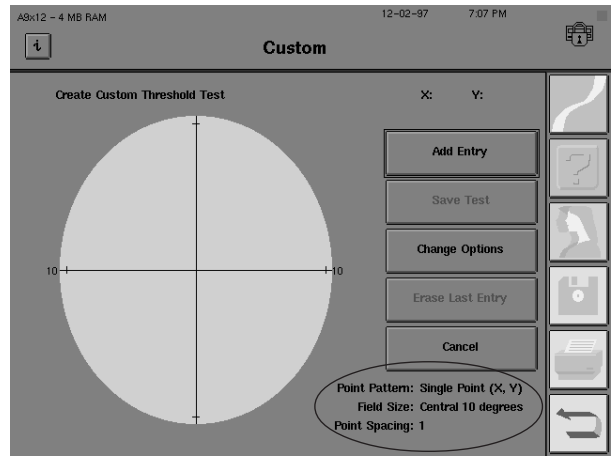 A9x12 – 4 MB RAM
12–02–97 7:07 PM
i
Custom
Create Custom Threshold Test
X: Y:
Add Entry
?
Save Test
Change Options
10 10
Erase Last Entry
Cancel
Point Pattern: Single Point (X, Y)
Field Size: Central 10 degrees
Point Spacing: 1